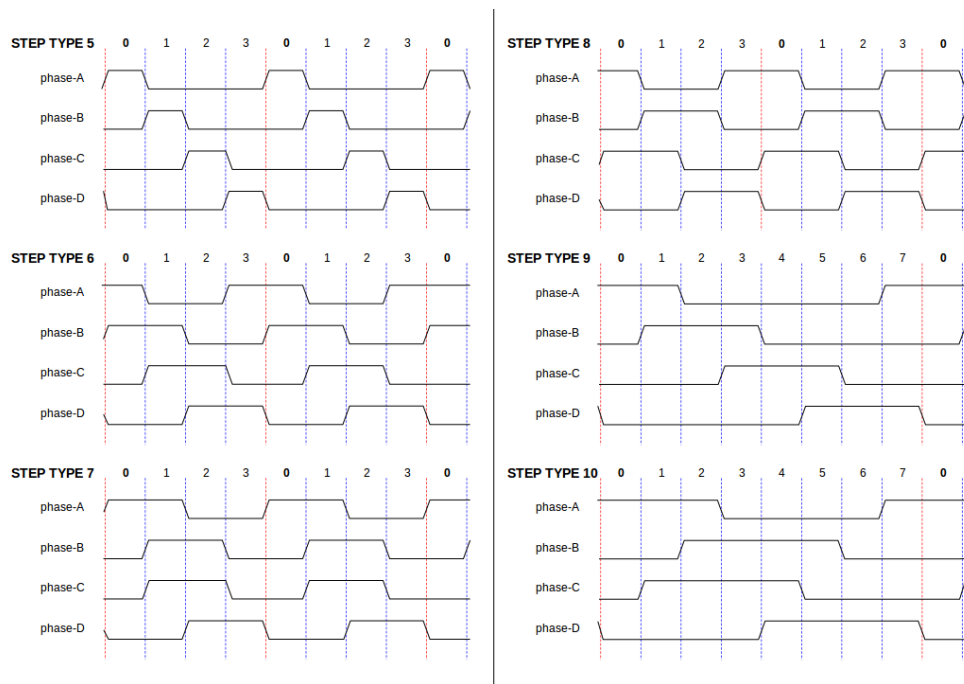 STEP TYPE 5 0 1 2 3 0 1 2 3 0
phase-A
phase-B
phase-C
phase-D
STEP TYPE 6 0 1 2 3 0 1 2 3 0
phase-A
phase-B
phase-C
phase-D
STEP TYPE 7 0 1 2 3 0 1 2 3 0
phase-A
phase-B
phase-C
phase-D
STEP TYPE 8 0 1 2 3 0 1 2 3 0
phase-A
phase-B
phase-C
phase-D
STEP TYPE 9 0 1 2 3 4 5 6 7 0
phase-A
phase-B
phase-C
phase-D
STEP TYPE 10 0 1 2 3 4 5 6 7 0
phase-A
phase-B
phase-C
phase-D